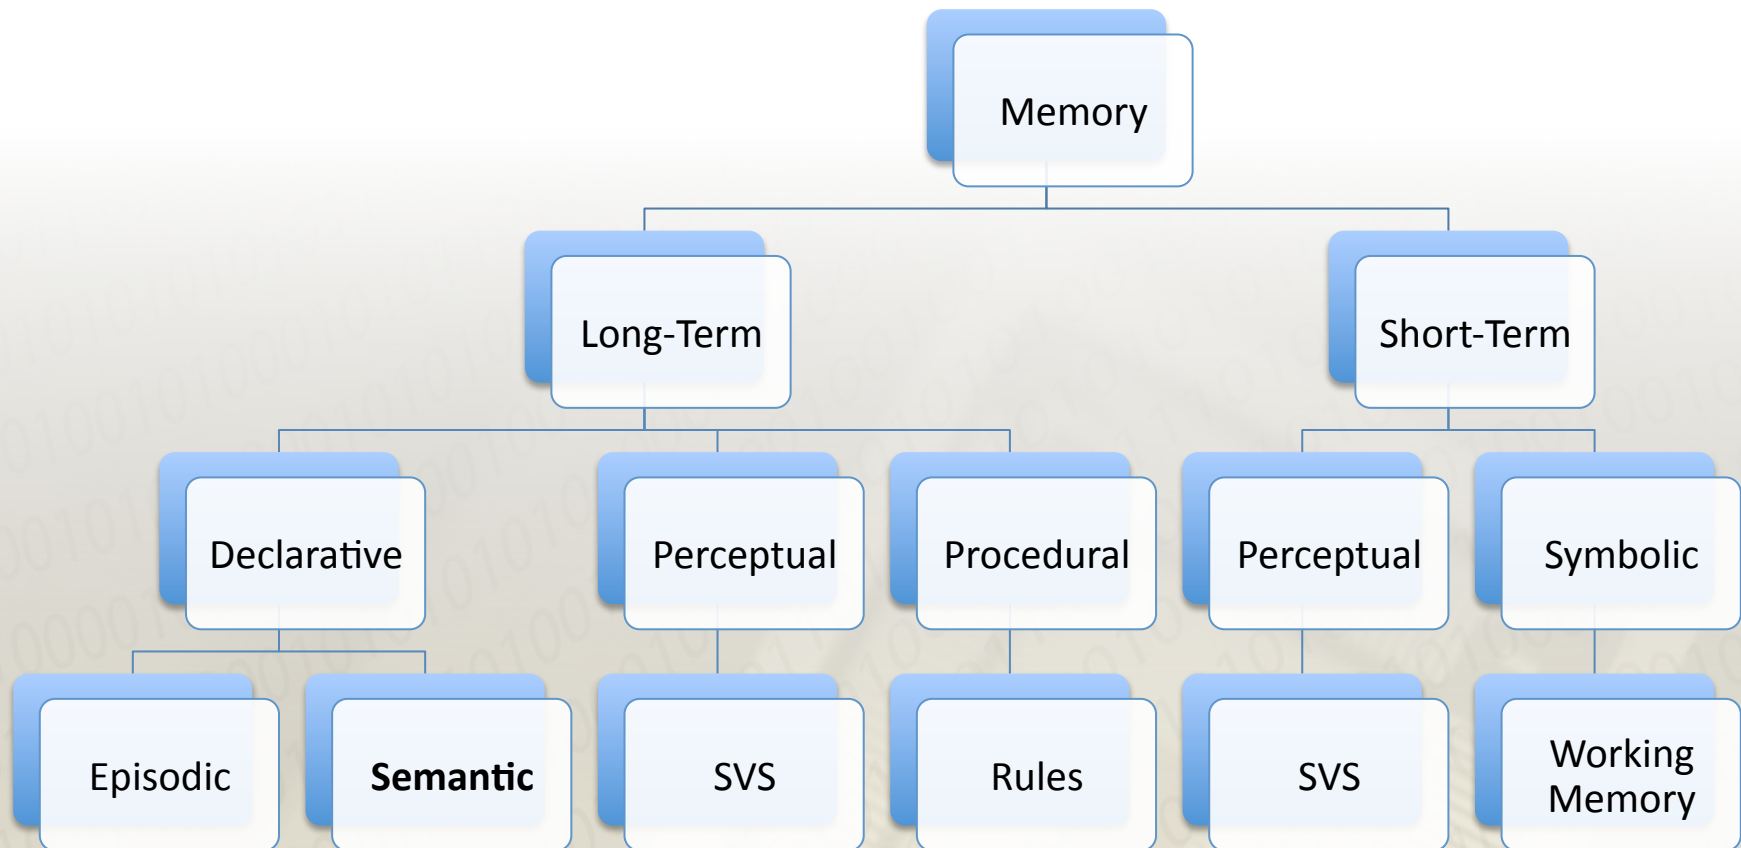 Memory
Long-Term
Short-Term
Declarative
Perceptual
Procedural
Perceptual
Symbolic
Episodic
Semantic
SVS
Rules
SVS
Working
Memory